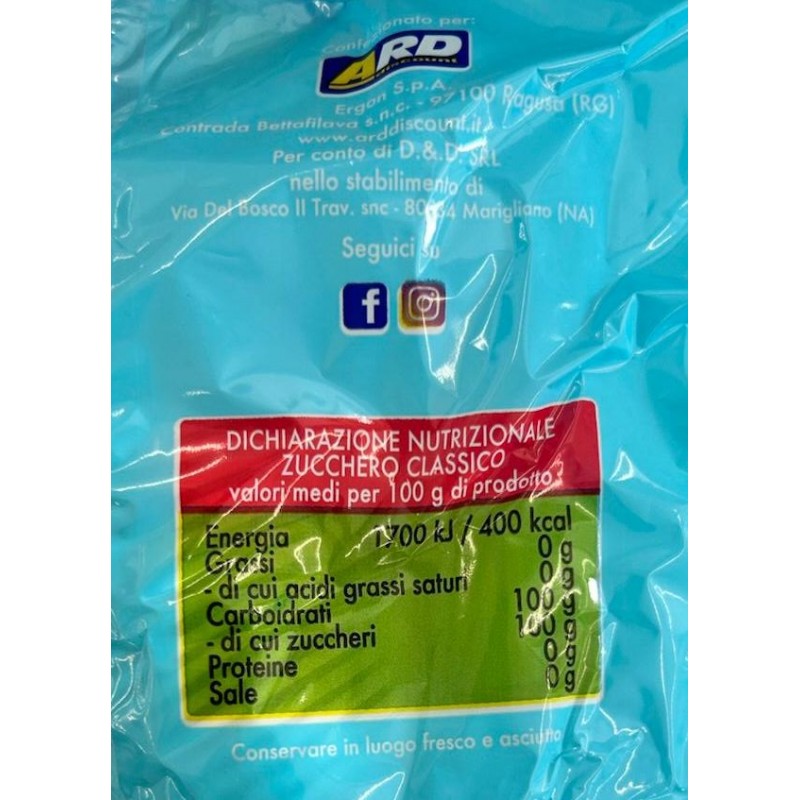 Confezionato per:
ARD
discount
Ergon S.P.A.
Contrada Bettafilava s.n.c. - 97100 Ragusa (RG)
www.arddiscount.it
Per conto di D.&.D. SRL
nello stabilimento di
Via Del Bosco II Trav. snc - 80034 Marigliano (NA)
Seguici su
DICHIARAZIONE NUTRIZIONALE
ZUCCHERO CLASSICO
valori medi per 100 g di prodotto
Energia 1700 kJ / 400 kcal
Grassi 0 g
- di cui acidi grassi saturi 0 g
Carboidrati 100 g
- di cui zuccheri 100 g
Proteine 0 g
Sale 0 g
Conservare in luogo fresco e asciutto